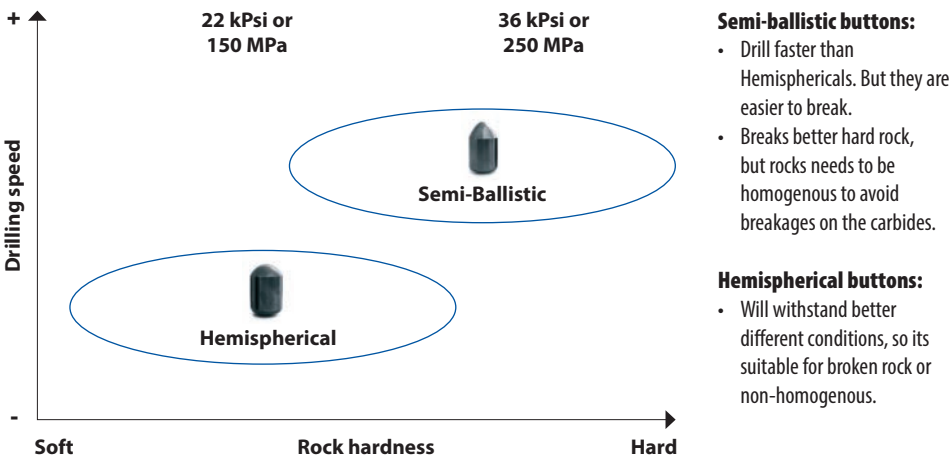 +
22 kPsi or
150 MPa
36 kPsi or
250 MPa
Drilling speed
Semi-Ballistic
Hemispherical
-
Soft
Rock hardness
Hard
Semi-ballistic buttons:
• Drill faster than
Hemisphericals. But they are
easier to break.
• Breaks better hard rock,
but rocks needs to be
homogenous to avoid
breakages on the carbides.
Hemispherical buttons:
• Will withstand better
different conditions, so its
suitable for broken rock or
non-homogenous.